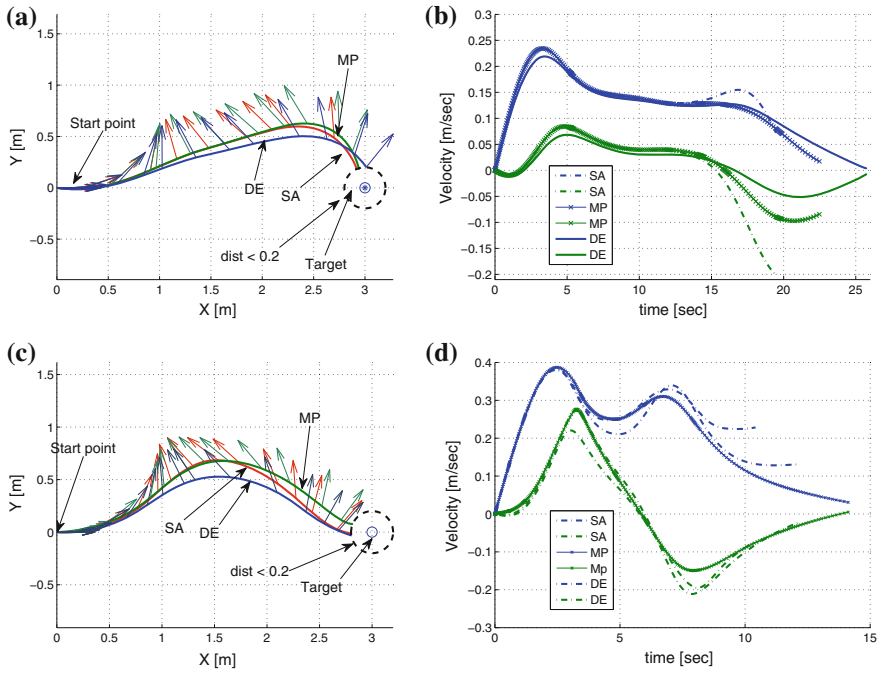 (a)
1.5
1
0.5
0
-0.5
0 0.5 1 1.5 2 2.5 3
Y [m]
X [m]
Start point
MP
DE
SA
dist < 0.2
Target
(b)
0.3
0.25
0.2
0.15
0.1
0.05
0
-0.05
-0.1
-0.15
-0.2
0 5 10 15 20 25
Velocity [m/sec]
time [sec]
SA
SA
MP
MP
DE
DE
(c)
1.5
1
0.5
0
-0.5
0 0.5 1 1.5 2 2.5 3
Y [m]
X [m]
Start point
MP
SA
DE
dist < 0.2
Target
(d)
0.4
0.3
0.2
0.1
0
-0.1
-0.2
-0.3
0 5 10 15
Velocity [m/sec]
time [sec]
SA
SA
MP
Mp
DE
DE